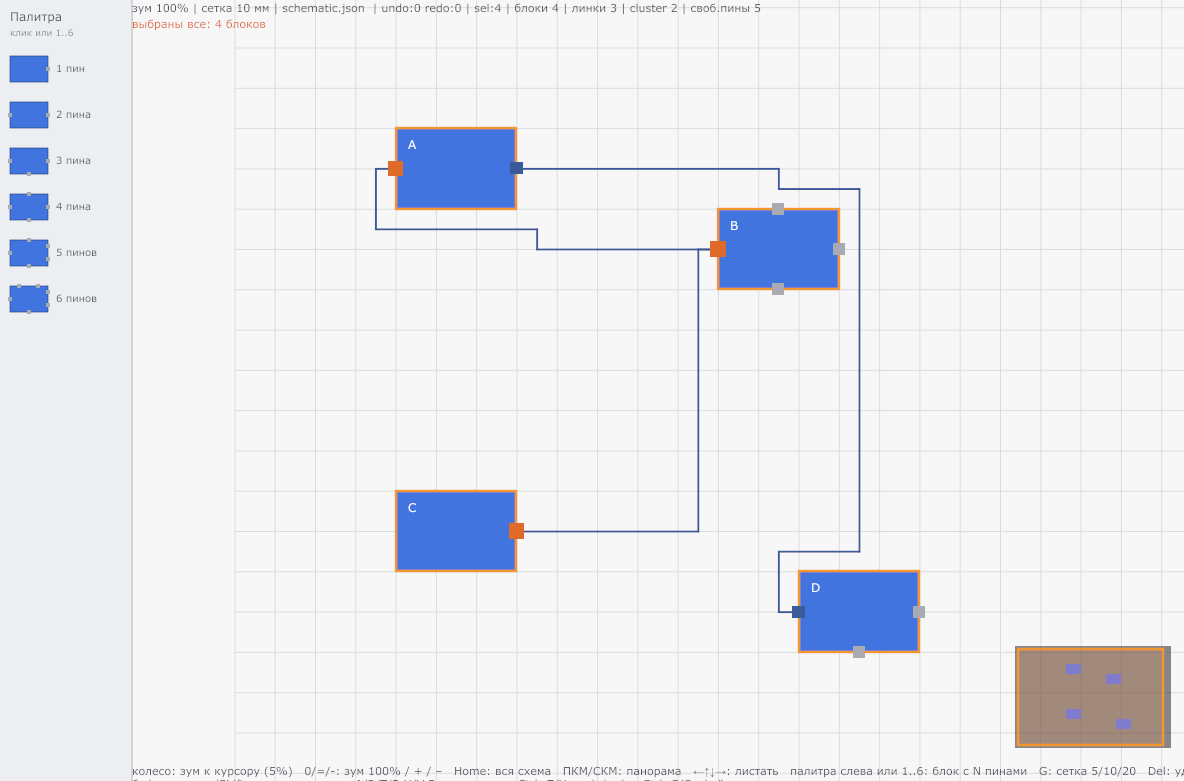 зум 100% | сетка 10 мм | schematic.json | undo:0 redo:0 | sel:4 | блоки 4 | линки 3 | cluster 2 | своб.пины 5
выбраны все: 4 блоков
Палитра
клик или 1..6
1 пин
2 пина
3 пина
4 пина
5 пинов
6 пинов
A
B
C
D
колесо: зум к курсору (5%) 0/=/-: зум 100% / + / − Home: вся схема ПКМ/СКМ: панорама ←↑↓→: листать палитра слева или 1..6: блок с N пинами G: сетка 5/10/20 Del: